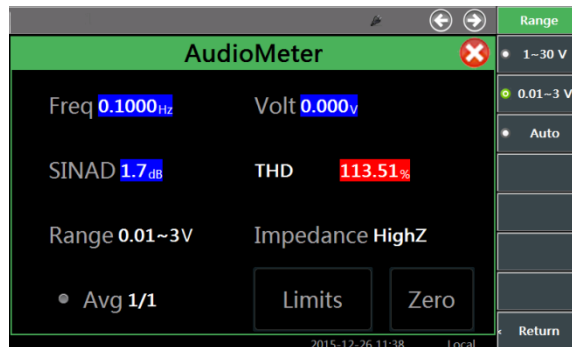 Range
AudioMeter
1~30 V
0.01~3 V
Auto
Freq 0.1000Hz Volt 0.000V
SINAD 1.7dB THD 113.51%
Range 0.01~3V Impedance HighZ
Avg 1/1 Limits Zero
Return
2015-12-26 11:38 Local